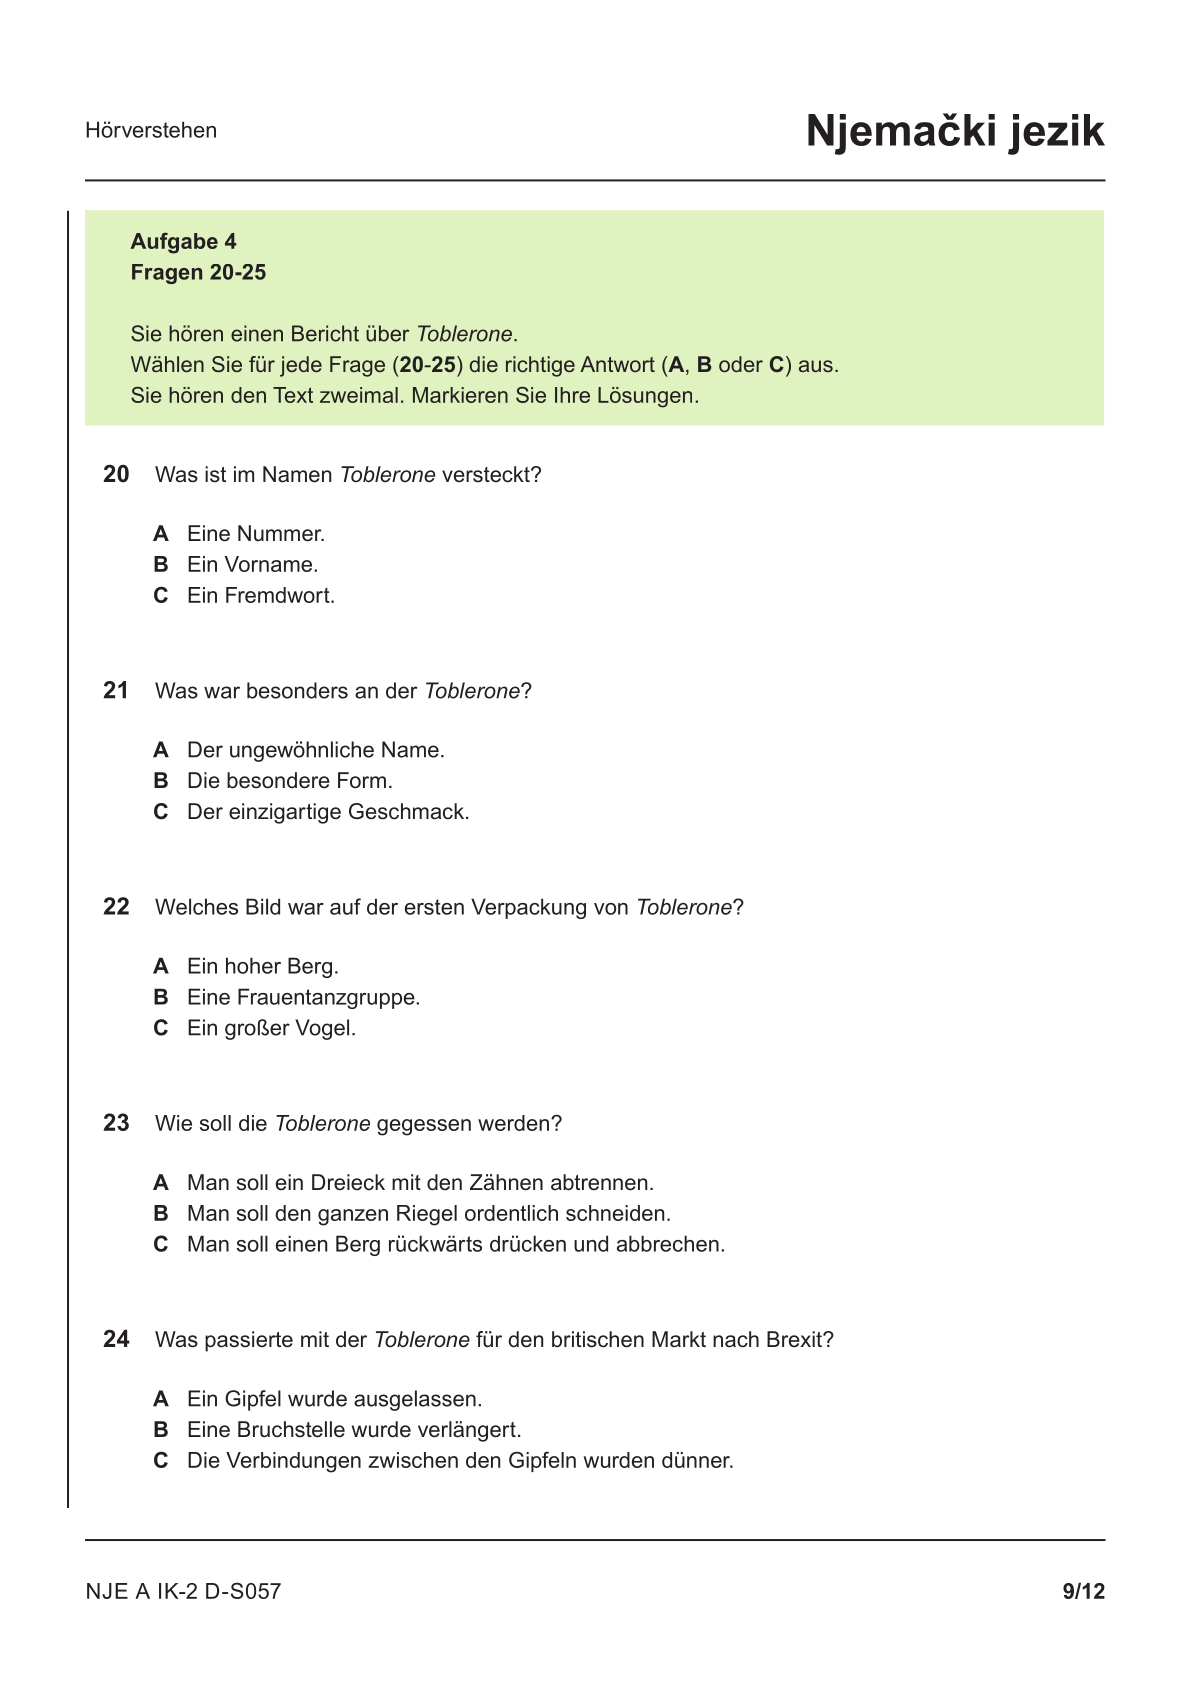 Hörverstehen
Njemački jezik
Aufgabe 4
Fragen 20-25
Sie hören einen Bericht über Toblerone.
Wählen Sie für jede Frage (20-25) die richtige Antwort (A, B oder C) aus.
Sie hören den Text zweimal. Markieren Sie Ihre Lösungen.
20 Was ist im Namen Toblerone versteckt?
A Eine Nummer.
B Ein Vorname.
C Ein Fremdwort.
21 Was war besonders an der Toblerone?
A Der ungewöhnliche Name.
B Die besondere Form.
C Der einzigartige Geschmack.
22 Welches Bild war auf der ersten Verpackung von Toblerone?
A Ein hoher Berg.
B Eine Frauentanzgruppe.
C Ein großer Vogel.
23 Wie soll die Toblerone gegessen werden?
A Man soll ein Dreieck mit den Zähnen abtrennen.
B Man soll den ganzen Riegel ordentlich schneiden.
C Man soll einen Berg rückwärts drücken und abbrechen.
24 Was passierte mit der Toblerone für den britischen Markt nach Brexit?
A Ein Gipfel wurde ausgelassen.
B Eine Bruchstelle wurde verlängert.
C Die Verbindungen zwischen den Gipfeln wurden dünner.
NJE A IK-2 D-S057
9/12